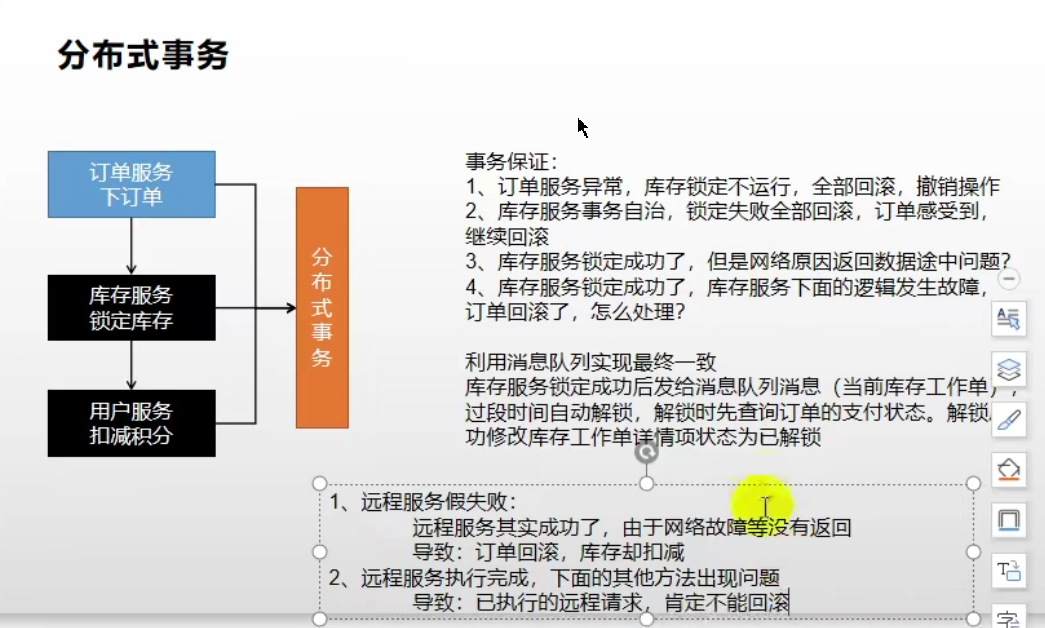 分布式事务
订单服务
下订单
库存服务
锁定库存
用户服务
扣减积分
分
布
式
事
务
事务保证：
1、订单服务异常，库存锁定不运行，全部回滚，撤销操作
2、库存服务事务自治，锁定失败全部回滚，订单感受到，
继续回滚
3、库存服务锁定成功了，但是网络原因返回数据途中问题？
4、库存服务锁定成功了，库存服务下面的逻辑发生故障，
订单回滚了，怎么处理？
利用消息队列实现最终一致
库存服务锁定成功后发给消息队列消息（当前库存工作单），
过段时间自动解锁，解锁时先查询订单的支付状态。解锁
功修改库存工作单详情项状态为已解锁
1、远程服务假失败：
远程服务其实成功了，由于网络故障等没有返回
导致：订单回滚，库存却扣减
2、远程服务执行完成，下面的其他方法出现问题
导致：已执行的远程请求，肯定不能回滚